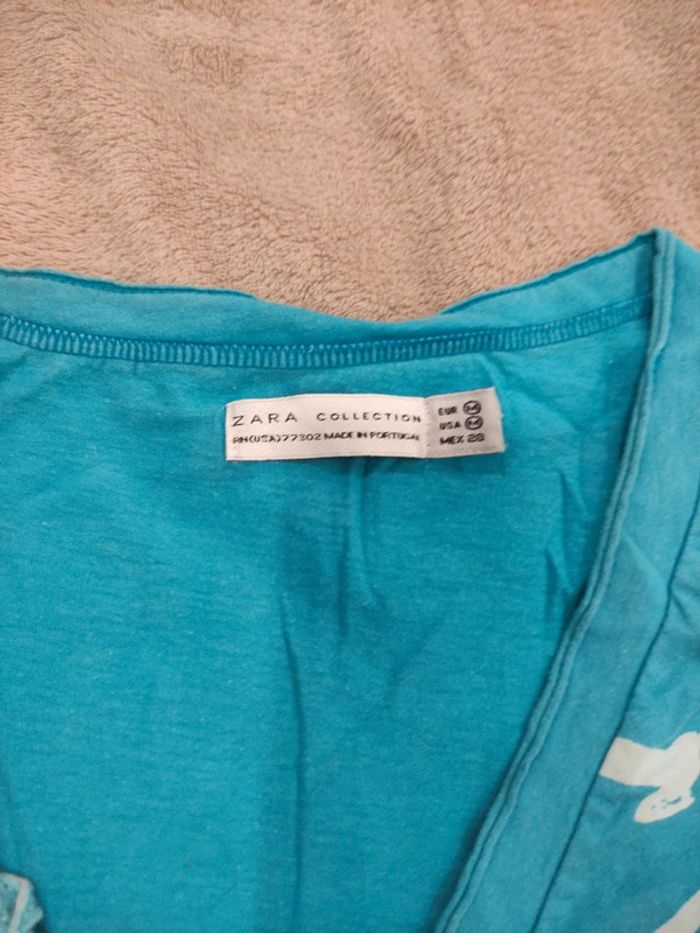 ZARA COLLECTION
RN(USA)77302 MADE IN PORTUGAL
EUR M
USA M
MEX 28